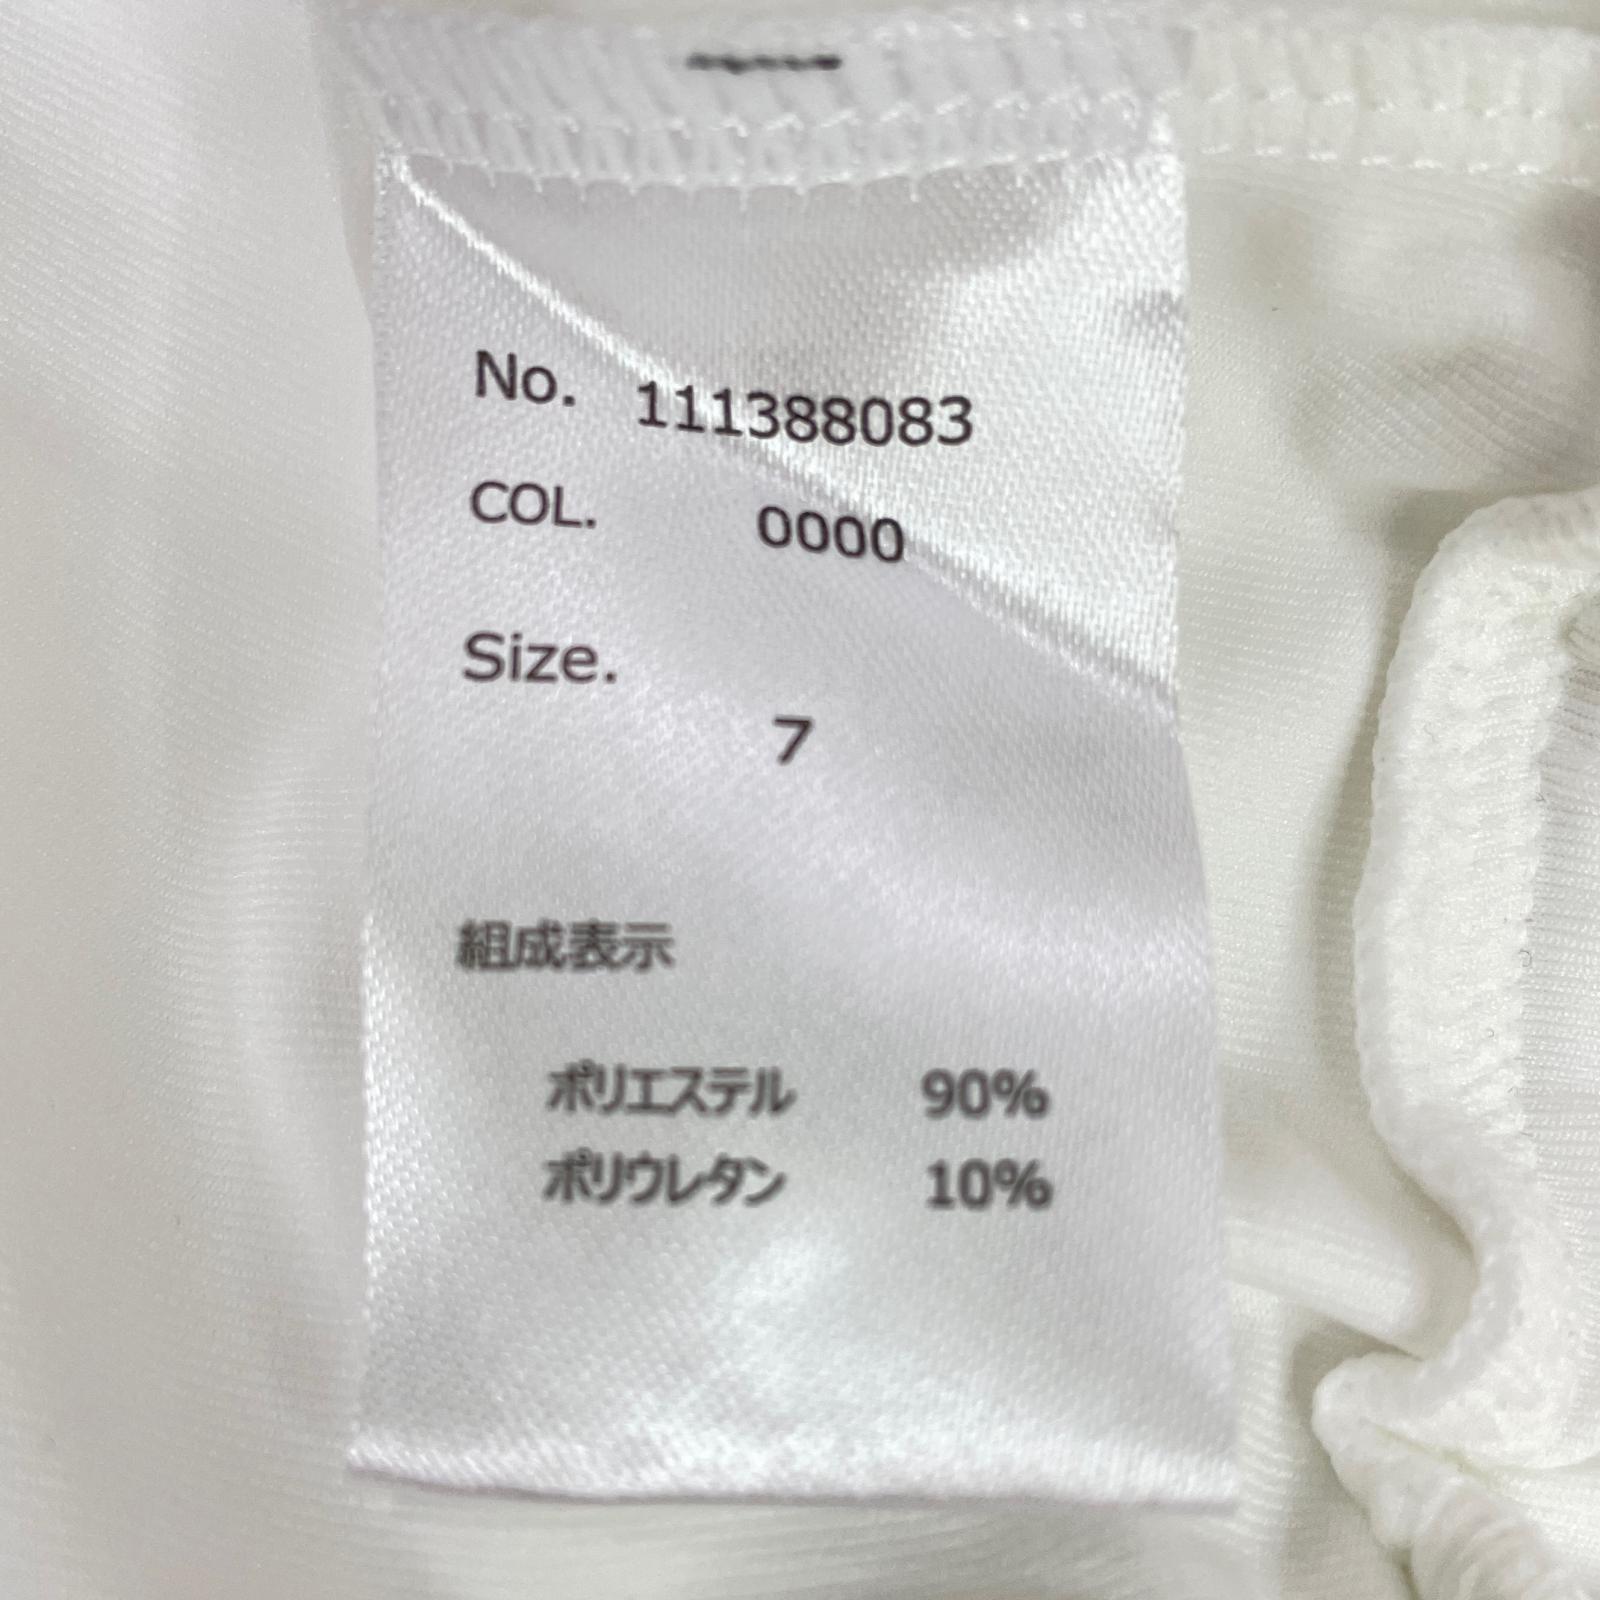 No. 111388083
COL. 0000
Size.
7
組成表示
ポリエステル 90%
ポリウレタン 10%